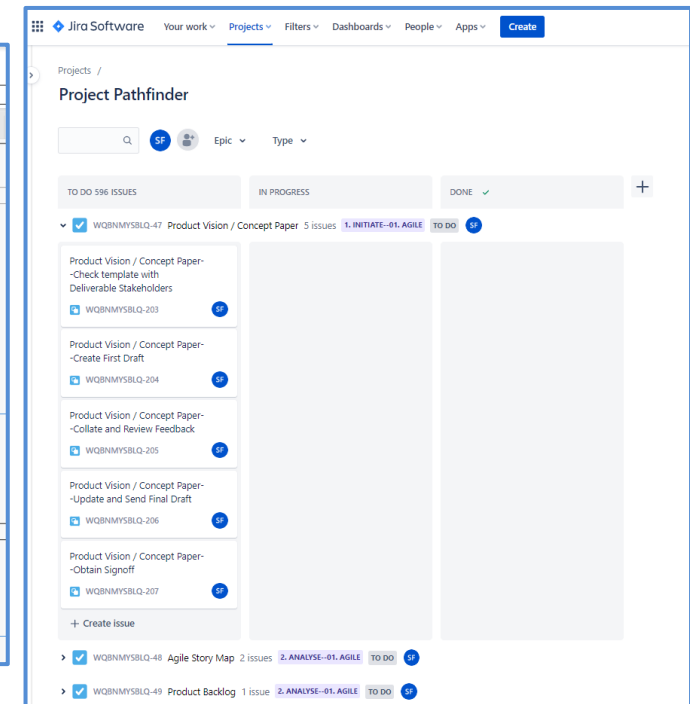 Jira Software Your work Projects Filters Dashboards People Apps Create
Projects /
Project Pathfinder
SF Epic Type
TO DO 596 ISSUES IN PROGRESS DONE
WQBNMYSBLQ-47 Product Vision / Concept Paper 5 issues 1. INITIATE--01. AGILE TO DO SF
Product Vision / Concept Paper-
-Check template with
Deliverable Stakeholders
WQBNMYSBLQ-203 SF
Product Vision / Concept Paper-
-Create First Draft
WQBNMYSBLQ-204 SF
Product Vision / Concept Paper-
-Collate and Review Feedback
WQBNMYSBLQ-205 SF
Product Vision / Concept Paper-
-Update and Send Final Draft
WQBNMYSBLQ-206 SF
Product Vision / Concept Paper-
-Obtain Signoff
WQBNMYSBLQ-207 SF
+ Create issue
WQBNMYSBLQ-48 Agile Story Map 2 issues 2. ANALYSE--01. AGILE TO DO SF
WQBNMYSBLQ-49 Product Backlog 1 issue 2. ANALYSE--01. AGILE TO DO SF